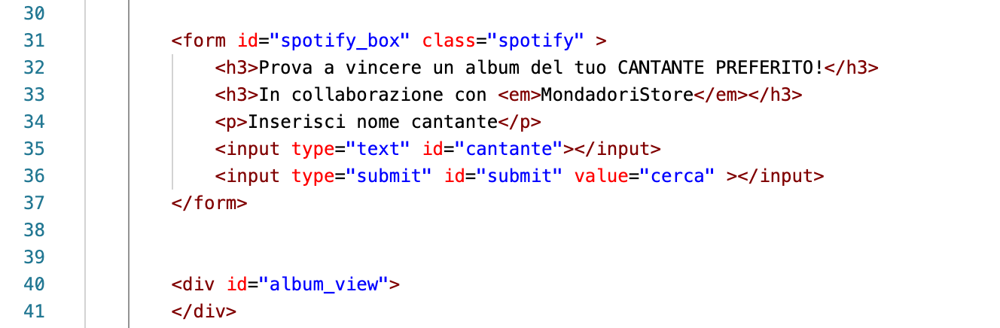 30
31 <form id="spotify_box" class="spotify" >
32 <h3>Prova a vincere un album del tuo CANTANTE PREFERITO!</h3>
33 <h3>In collaborazione con <em>MondadoriStore</em></h3>
34 <p>Inserisci nome cantante</p>
35 <input type="text" id="cantante"></input>
36 <input type="submit" id="submit" value="cerca" ></input>
37 </form>
38
39
40 <div id="album_view">
41 </div>